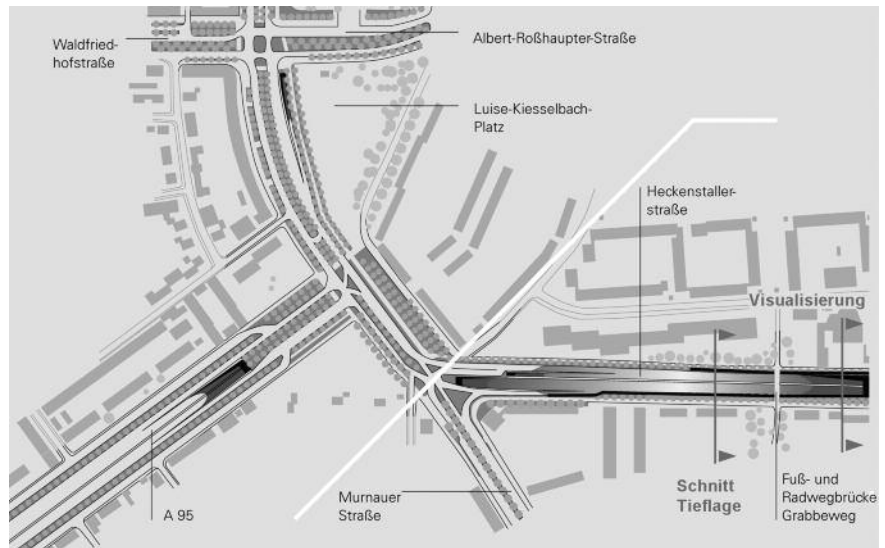 Waldfried-
hofstraße
Albert-Roßhaupter-Straße
Luise-Kiesselbach-
Platz
Heckenstaller-
straße
Visualisierung
Schnitt
Tieflage
Fuß- und
Radwegbrücke
Grabbeweg
Murnauer
Straße
A 95